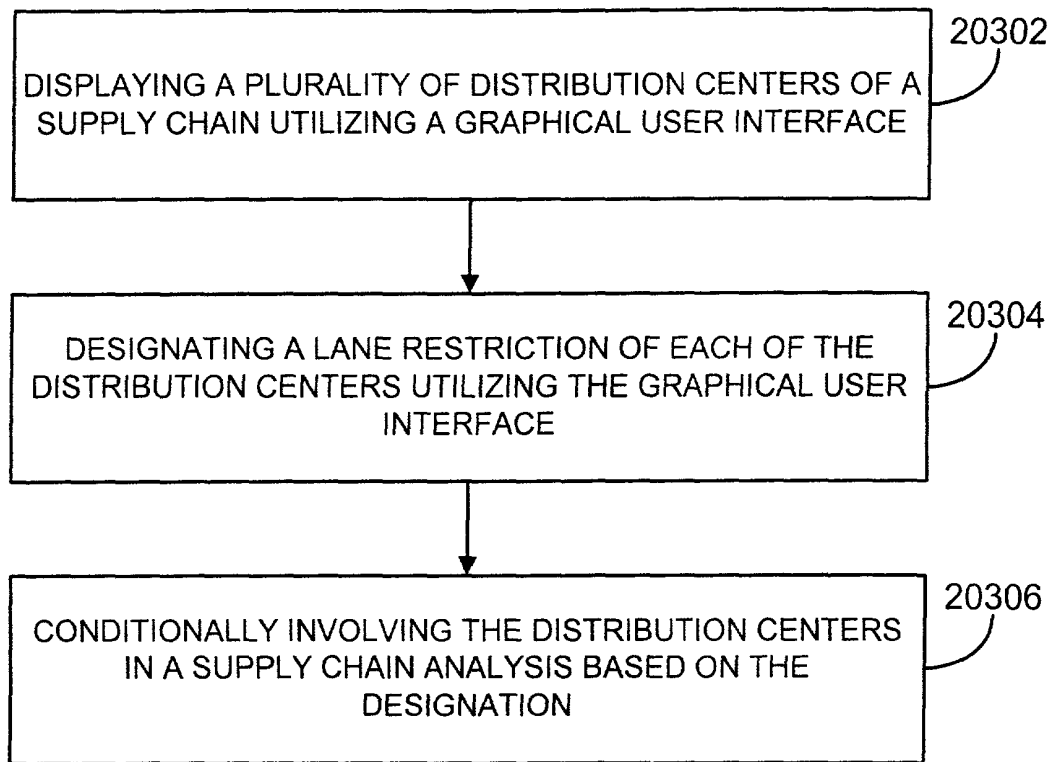 20302
DISPLAYING A PLURALITY OF DISTRIBUTION CENTERS OF A
SUPPLY CHAIN UTILIZING A GRAPHICAL USER INTERFACE
20304
DESIGNATING A LANE RESTRICTION OF EACH OF THE
DISTRIBUTION CENTERS UTILIZING THE GRAPHICAL USER
INTERFACE
20306
CONDITIONALLY INVOLVING THE DISTRIBUTION CENTERS
IN A SUPPLY CHAIN ANALYSIS BASED ON THE
DESIGNATION